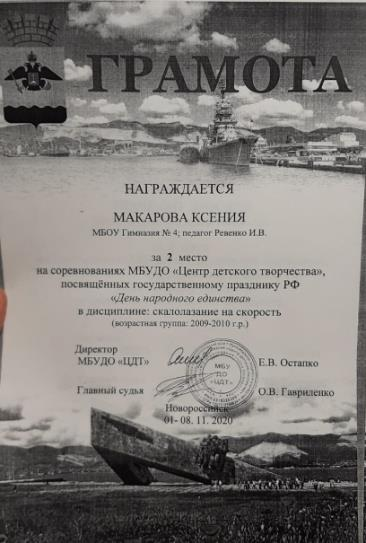 ГРАМОТА
НАГРАЖДАЕТСЯ
МАКАРОВА КСЕНИЯ
МБОУ Гимназия № 4; педагог Ревенко И.В.
за 2 место
на соревнованиях МБУДО «Центр детского творчества»,
посвящённых государственному празднику РФ
«День народного единства»
в дисциплине: скалолазание на скорость
(возрастная группа: 2009-2010 г.р.)
Директор
МБУДО «ЦДТ» Е.В. Остапко
МБУ
ДО
«ЦДТ»
Главный судья О.В. Гавриленко
Новороссийск
01- 08. 11. 2020